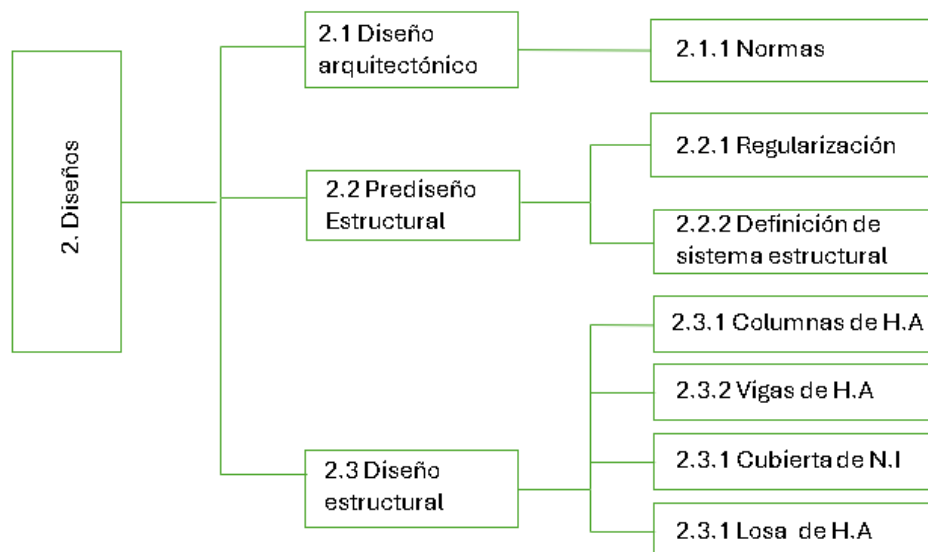 2. Diseños
2.1 Diseño
arquitectónico
2.1.1 Normas
2.2 Prediseño
Estructural
2.2.1 Regularización
2.2.2 Definición de
sistema estructural
2.3 Diseño
estructural
2.3.1 Columnas de H.A
2.3.2 Vigas de H.A
2.3.1 Cubierta de N.I
2.3.1 Losa de H.A